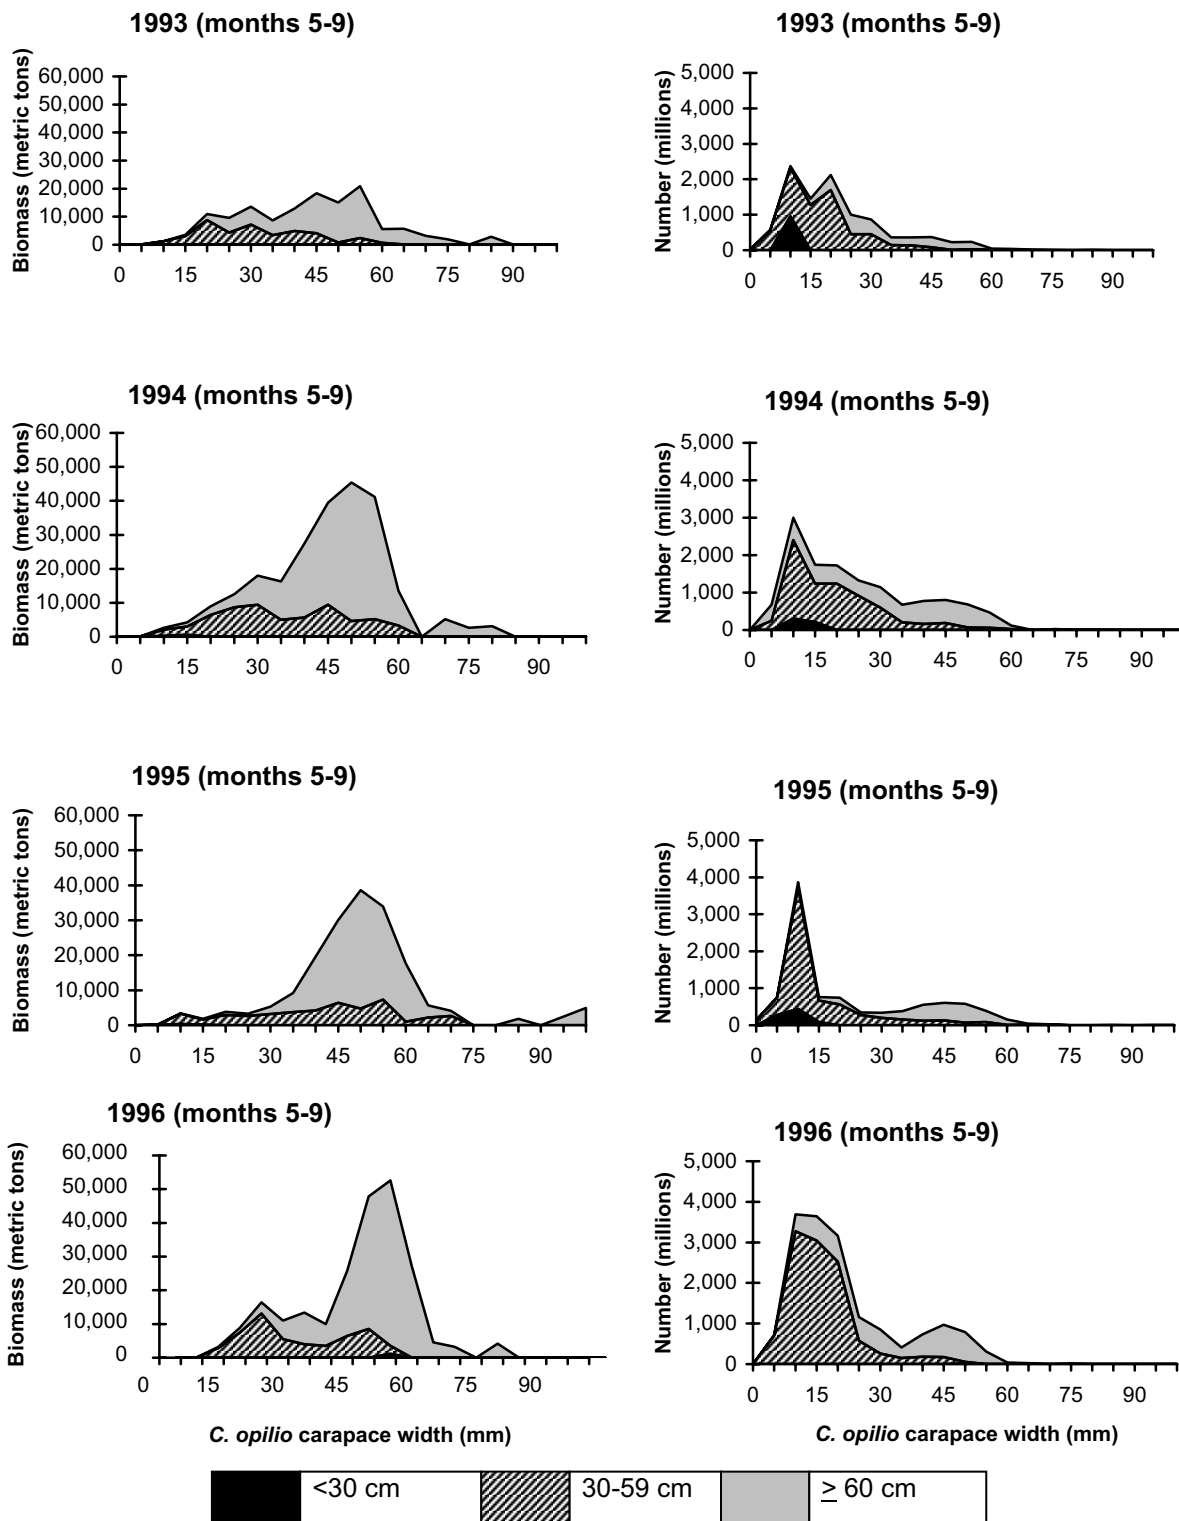 1993 (months 5-9)
Biomass (metric tons)
60,000
50,000
40,000
30,000
20,000
10,000
0
0 15 30 45 60 75 90
1993 (months 5-9)
Number (millions)
5,000
4,000
3,000
2,000
1,000
0
0 15 30 45 60 75 90
1994 (months 5-9)
Biomass (metric tons)
60,000
50,000
40,000
30,000
20,000
10,000
0
0 15 30 45 60 75 90
1994 (months 5-9)
Number (millions)
5,000
4,000
3,000
2,000
1,000
0
0 15 30 45 60 75 90
1995 (months 5-9)
Biomass (metric tons)
60,000
50,000
40,000
30,000
20,000
10,000
0
0 15 30 45 60 75 90
1995 (months 5-9)
Number (millions)
5,000
4,000
3,000
2,000
1,000
0
0 15 30 45 60 75 90
1996 (months 5-9)
Biomass (metric tons)
60,000
50,000
40,000
30,000
20,000
10,000
0
0 15 30 45 60 75 90
C. opilio carapace width (mm)
1996 (months 5-9)
Number (millions)
5,000
4,000
3,000
2,000
1,000
0
0 15 30 45 60 75 90
C. opilio carapace width (mm)
<30 cm 30-59 cm ≥ 60 cm